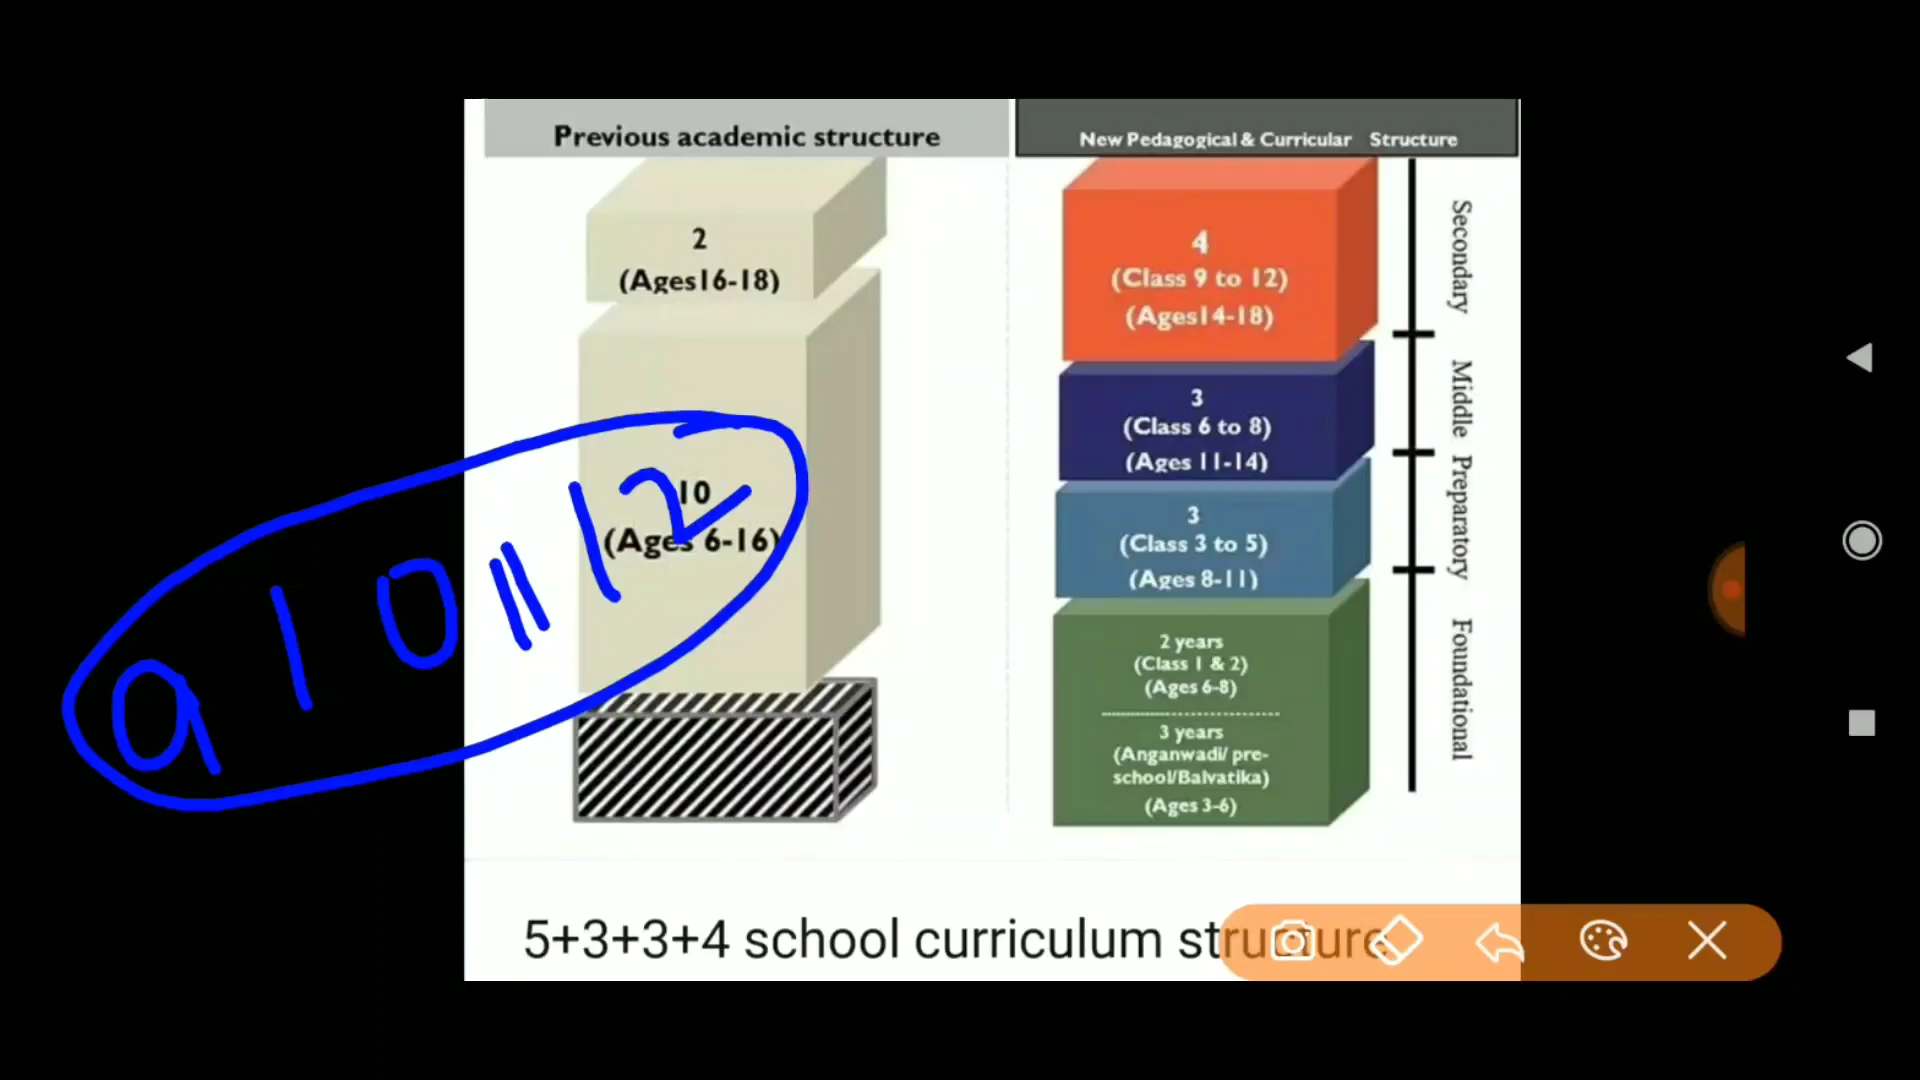 Previous academic structure
2
(Ages16-18)
10
(Ages 6-16)
9 10 11 12
New Pedagogical & Curricular Structure
4
(Class 9 to 12)
(Ages14-18)
3
(Class 6 to 8)
(Ages 11-14)
3
(Class 3 to 5)
(Ages 8-11)
2 years
(Class 1 & 2)
(Ages 6-8)
3 years
(Anganwadi/ pre-
school/Balvatika)
(Ages 3-6)
Secondary
Middle
Preparatory
Foundational
5+3+3+4 school curriculum structure